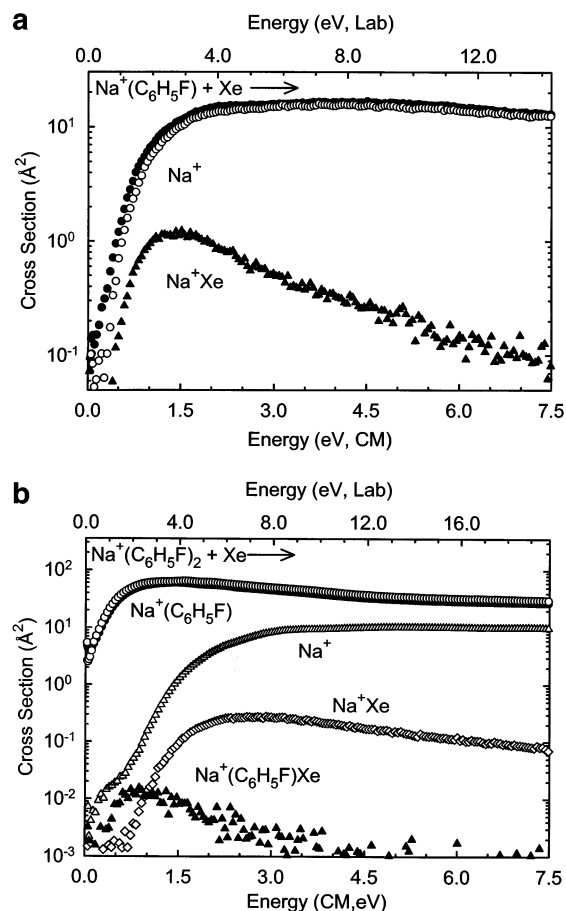 a
Energy (eV, Lab)
0.0 4.0 8.0 12.0
Na⁺(C₆H₅F) + Xe →
10¹
Na⁺
10⁰
Na⁺Xe
10⁻¹
Cross Section (Å²)
0.0 1.5 3.0 4.5 6.0 7.5
Energy (eV, CM)
b
Energy (eV, Lab)
0.0 4.0 8.0 12.0 16.0
Na⁺(C₆H₅F)₂ + Xe →
10²
Na⁺(C₆H₅F)
10¹
Na⁺
10⁰
Na⁺Xe
10⁻¹
Na⁺(C₆H₅F)Xe
10⁻²
10⁻³
Cross Section (Å²)
0.0 1.5 3.0 4.5 6.0 7.5
Energy (CM,eV)